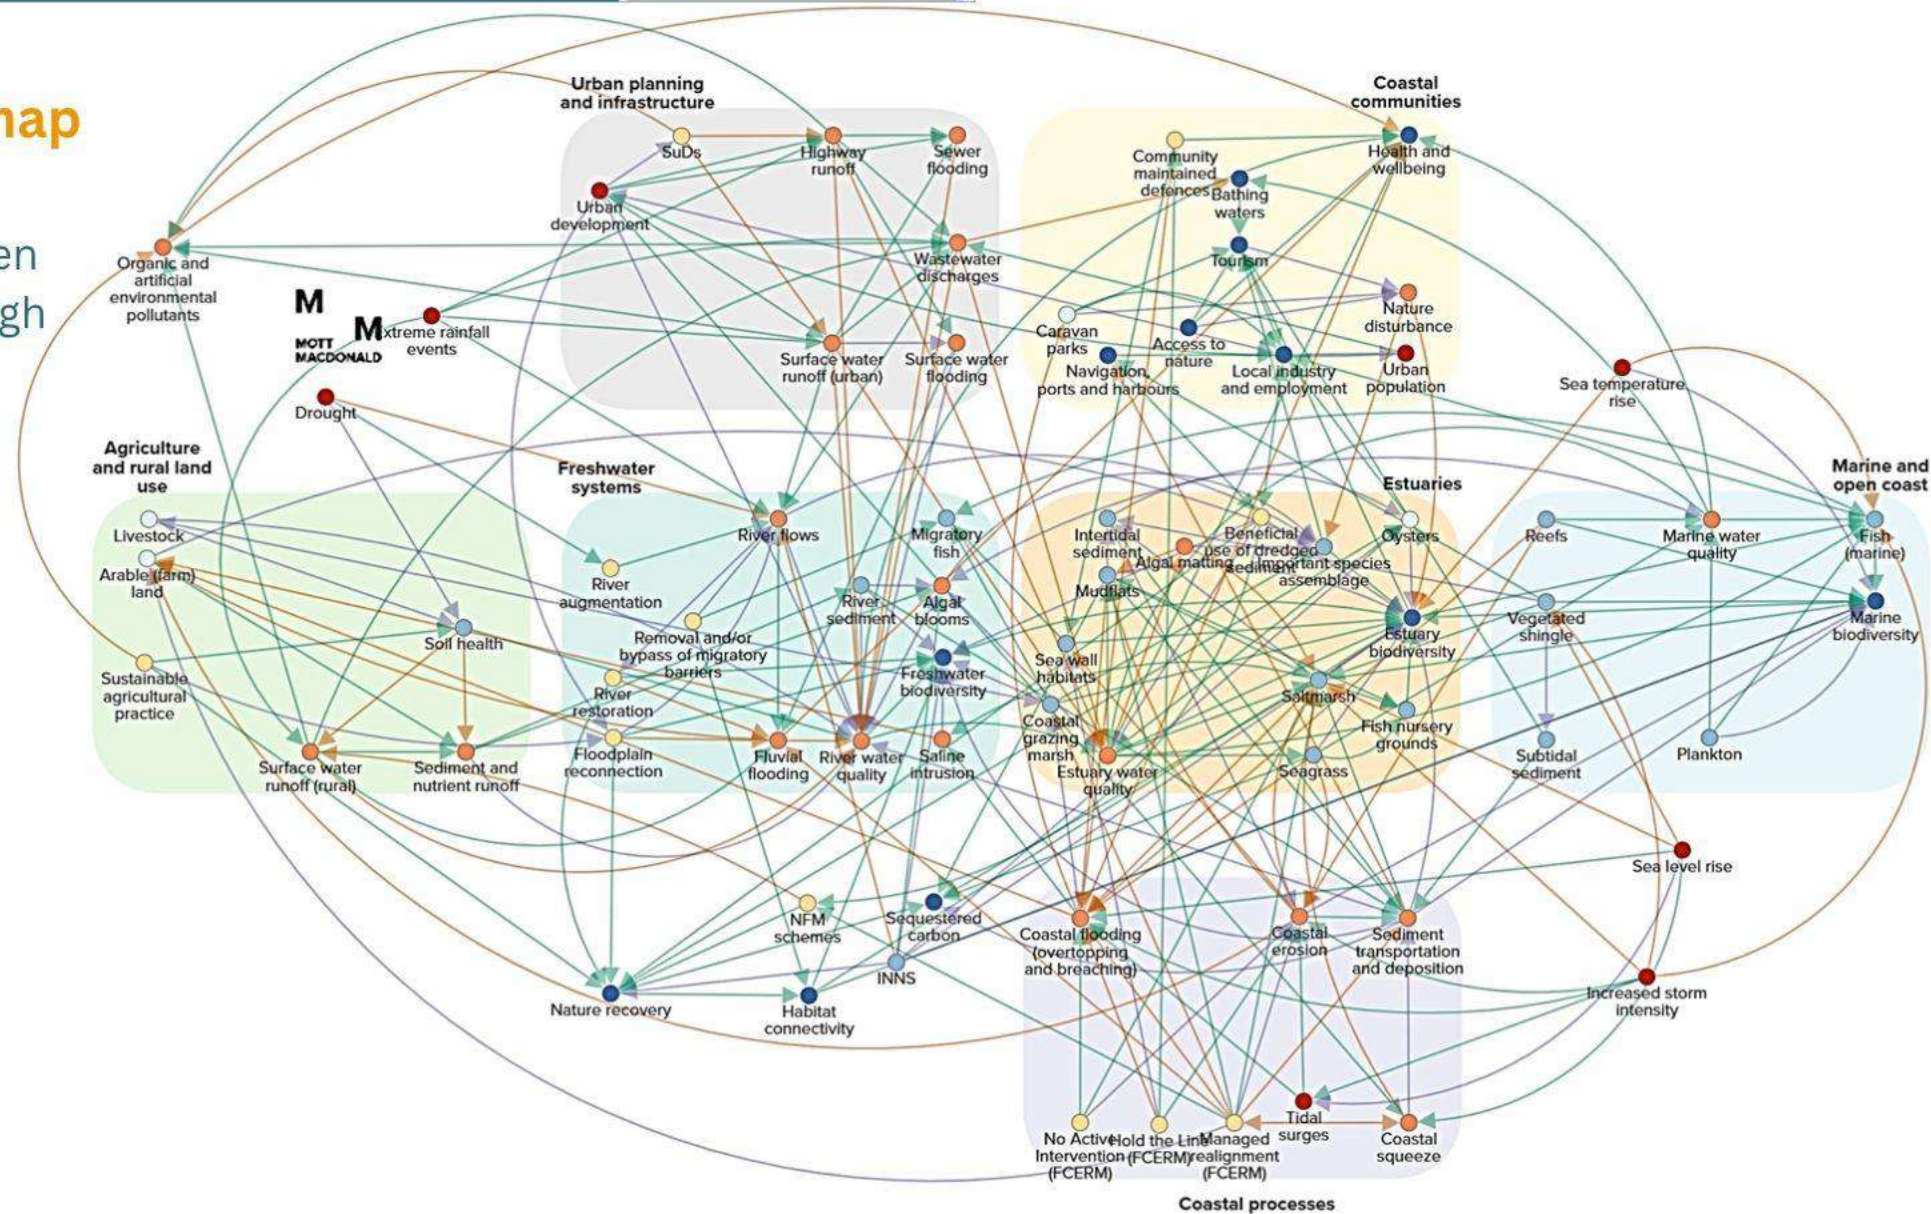 map
en
gh
Urban planning
and infrastructure
Coastal
communities
SuDs
Highway
runoff
Sewer
flooding
Urban
development
Wastewater
discharges
Surface water
runoff (urban)
Surface water
flooding
Community
maintained
defences
Health and
wellbeing
Bathing
waters
Tourism
Nature
disturbance
Caravan
parks
Access to
nature
Navigation,
ports and harbours
Local industry
and employment
Urban
population
Organic and
artificial
environmental
pollutants
M
M
MOTT
MACDONALD
xtreme rainfall
events
Drought
Sea temperature
rise
Agriculture
and rural land
use
Livestock
Arable (farm)
land
Soil health
Sustainable
agricultural
practice
Surface water
runoff (rural)
Sediment and
nutrient runoff
Freshwater
systems
River flows
Migratory
fish
River
augmentation
River
sediment
Algal
blooms
Removal and/or
bypass of migratory
barriers
Freshwater
biodiversity
River
restoration
Floodplain
reconnection
Fluvial
flooding
River water
quality
Saline
intrusion
Estuaries
Intertidal
sediment
Algal matting
Beneficial
use of dredged
sediment
Important species
assemblage
Oysters
Mudflats
Estuary
biodiversity
Sea wall
habitats
Saltmarsh
Coastal
grazing
marsh
Fish nursery
grounds
Estuary water
quality
Seagrass
Marine and
open coast
Reefs
Marine water
quality
Fish
(marine)
Vegetated
shingle
Marine
biodiversity
Subtidal
sediment
Plankton
Sea level rise
NFM
schemes
Sequestered
carbon
INNS
Nature recovery
Habitat
connectivity
Coastal flooding
(overtopping
and breaching)
Coastal
erosion
Sediment
transportation
and deposition
Increased storm
intensity
No Active
Intervention
(FCERM)
Hold the Line
(FCERM)
Managed
realignment
(FCERM)
Tidal
surges
Coastal
squeeze
Coastal processes